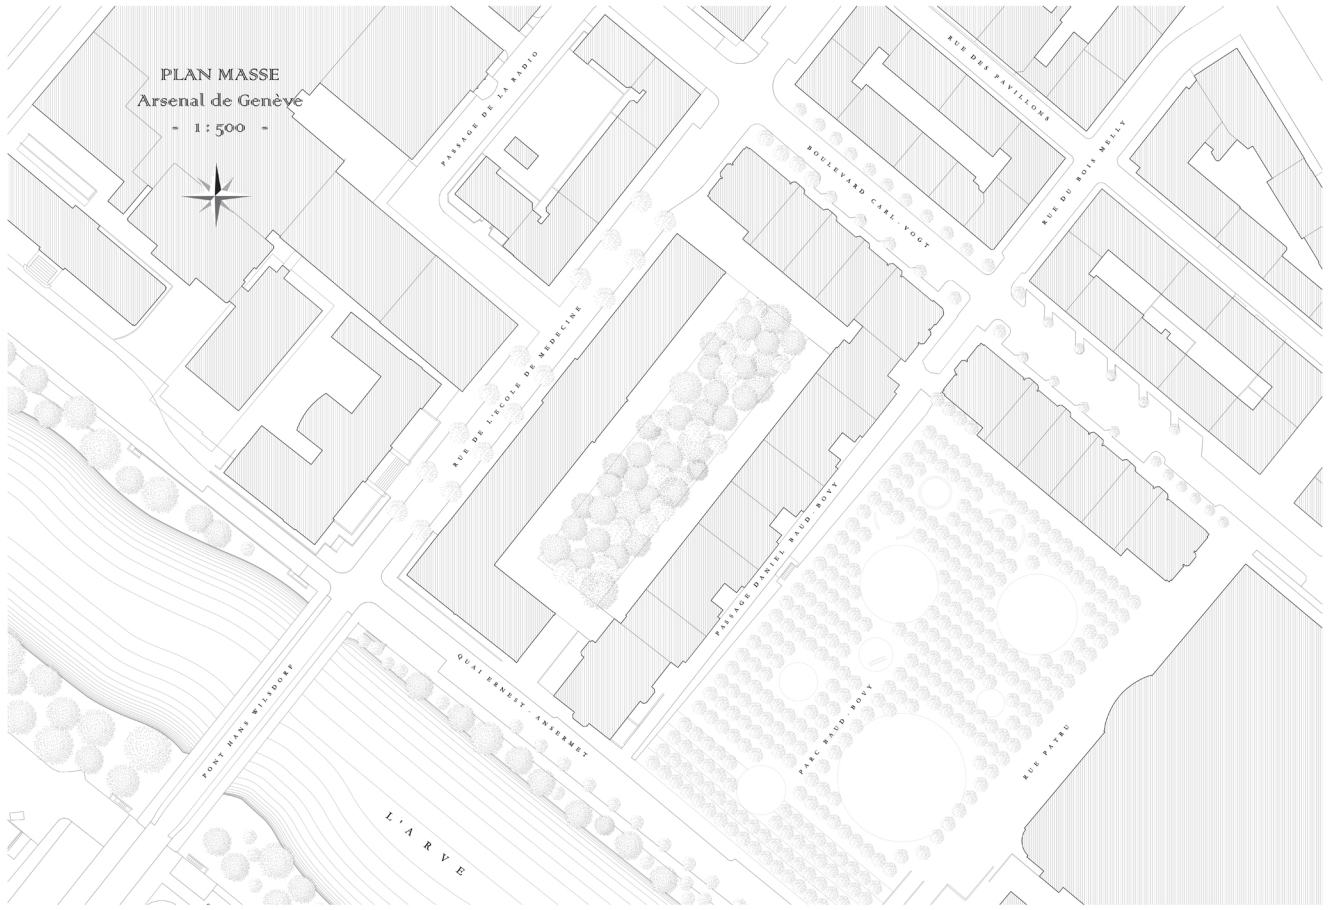 PLAN MASSE
Arsenal de Genève
- 1 : 500 -
PASSAGE DE LA RADIO
RUE DES PAVILLONS
BOULEVARD CARL-VOGT
RUE DU BOIS MELLY
RUE DE L'ECOLE DE MEDECINE
PASSAGE DANIEL BAUD-BOVY
QUAI ERNEST-ANSERMET
PONT HANS WILSDORF
PARC BAUD-BOVY
RUE PATRU
L'ARVE